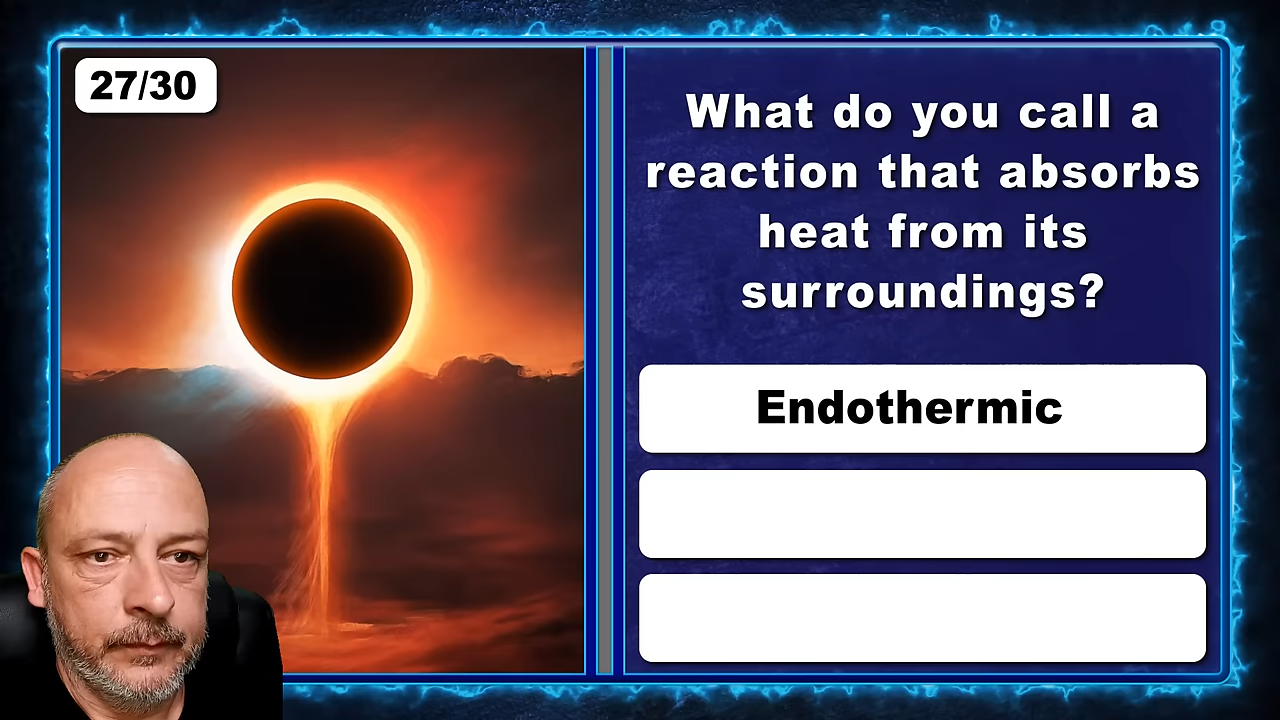 27/30
What do you call a
reaction that absorbs
heat from its
surroundings?
Endothermic